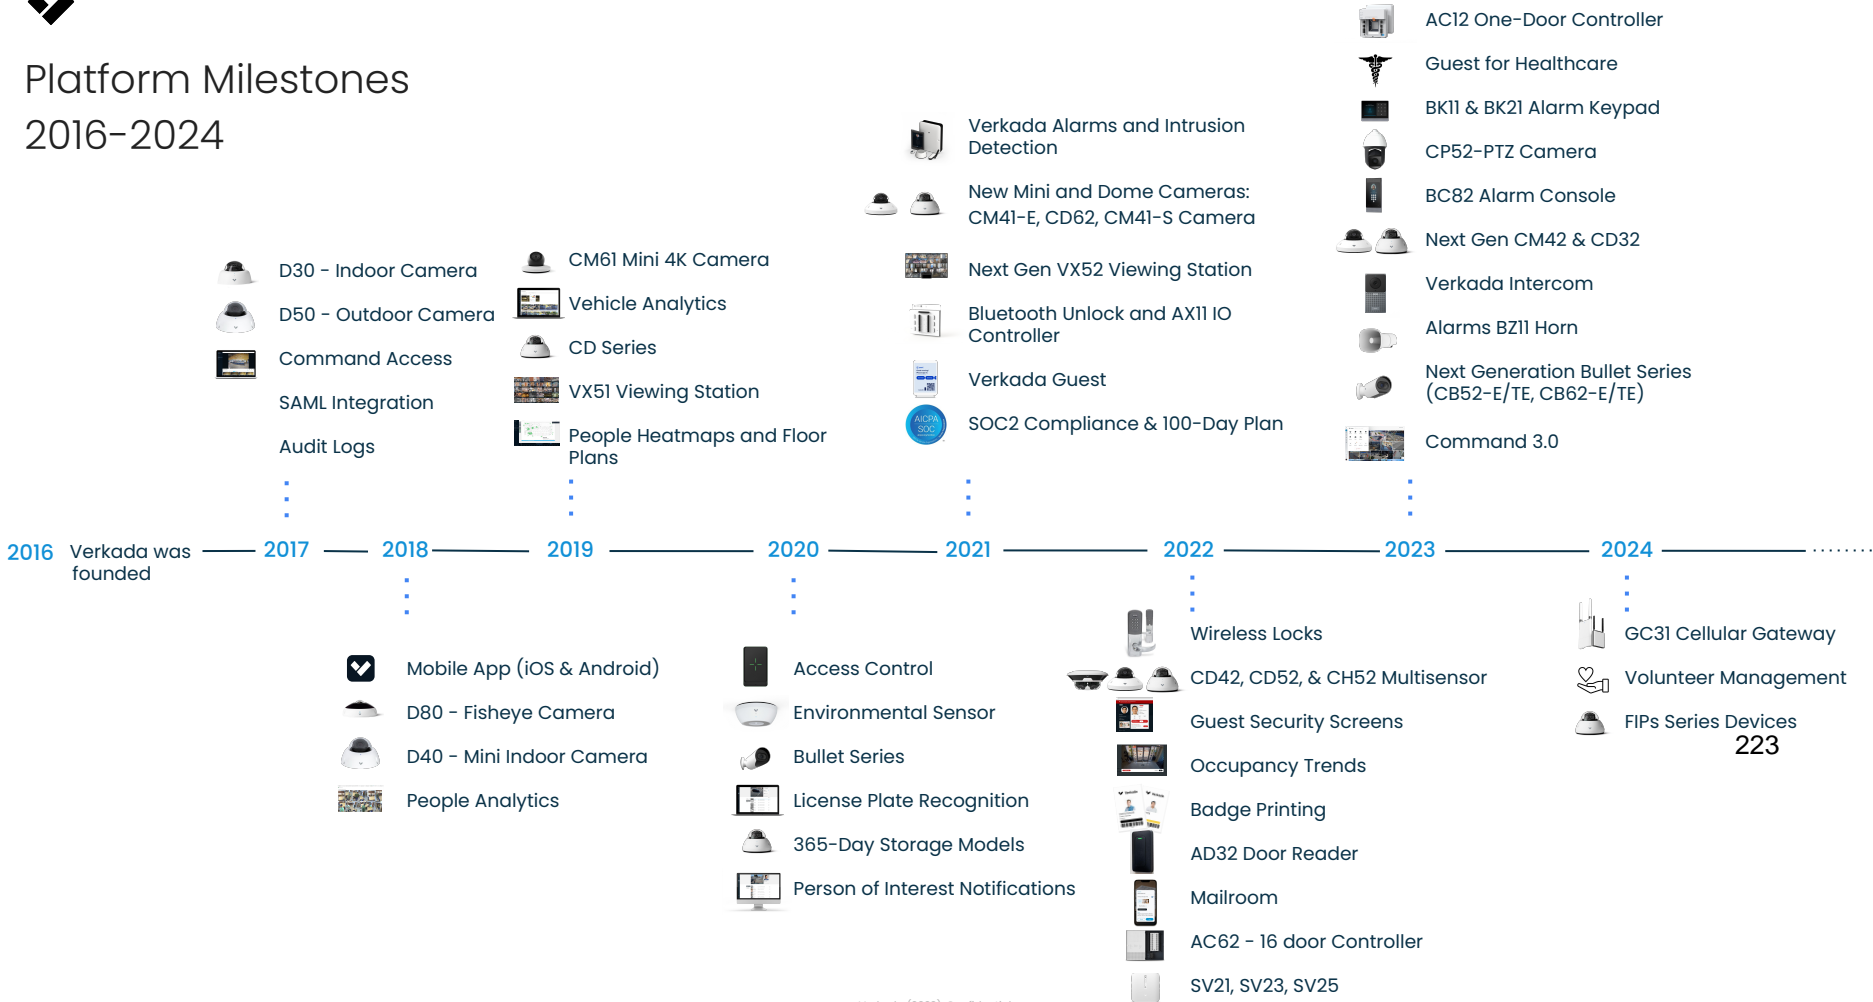 Platform Milestones
2016-2024
AC12 One-Door Controller
Guest for Healthcare
BK11 & BK21 Alarm Keypad
CP52-PTZ Camera
BC82 Alarm Console
Next Gen CM42 & CD32
Verkada Intercom
Alarms BZ11 Horn
Next Generation Bullet Series
(CB52-E/TE, CB62-E/TE)
Command 3.0
Verkada Alarms and Intrusion
Detection
New Mini and Dome Cameras:
CM41-E, CD62, CM41-S Camera
Next Gen VX52 Viewing Station
Bluetooth Unlock and AX11 IO
Controller
Verkada Guest
AICPA
SOC
SOC2 Compliance & 100-Day Plan
D30 - Indoor Camera
D50 - Outdoor Camera
Command Access
SAML Integration
Audit Logs
CM61 Mini 4K Camera
Vehicle Analytics
CD Series
VX51 Viewing Station
People Heatmaps and Floor
Plans
2016 Verkada was
founded
2017
2018
2019
2020
2021
2022
2023
2024
Mobile App (iOS & Android)
D80 - Fisheye Camera
D40 - Mini Indoor Camera
People Analytics
Access Control
Environmental Sensor
Bullet Series
License Plate Recognition
365-Day Storage Models
Person of Interest Notifications
Wireless Locks
CD42, CD52, & CH52 Multisensor
Guest Security Screens
Occupancy Trends
Badge Printing
AD32 Door Reader
Mailroom
AC62 - 16 door Controller
SV21, SV23, SV25
GC31 Cellular Gateway
Volunteer Management
FIPs Series Devices
223